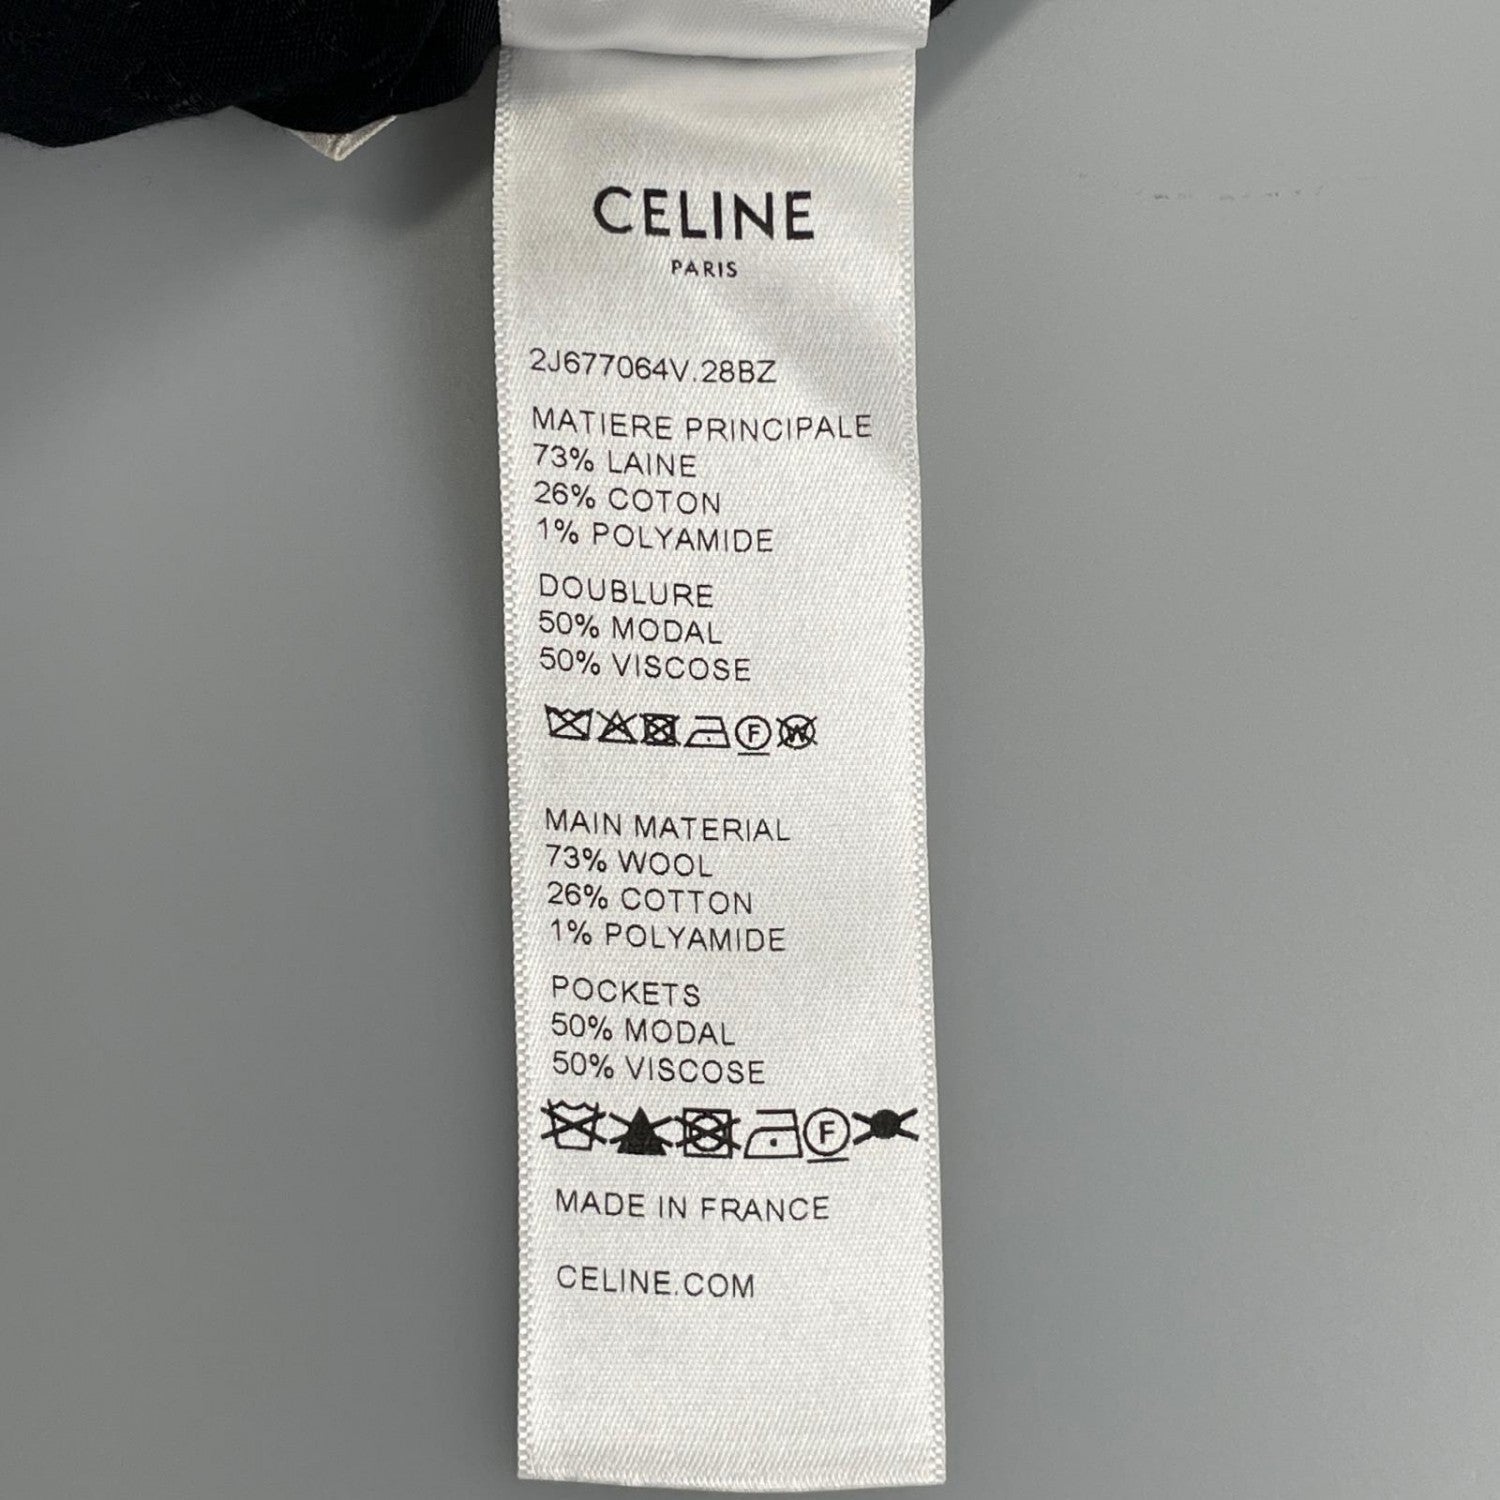 CELINE
PARIS
2J677064V.28BZ
MATIERE PRINCIPALE
73% LAINE
26% COTON
1% POLYAMIDE
DOUBLURE
50% MODAL
50% VISCOSE
F W
MAIN MATERIAL
73% WOOL
26% COTTON
1% POLYAMIDE
POCKETS
50% MODAL
50% VISCOSE
F
MADE IN FRANCE
CELINE.COM